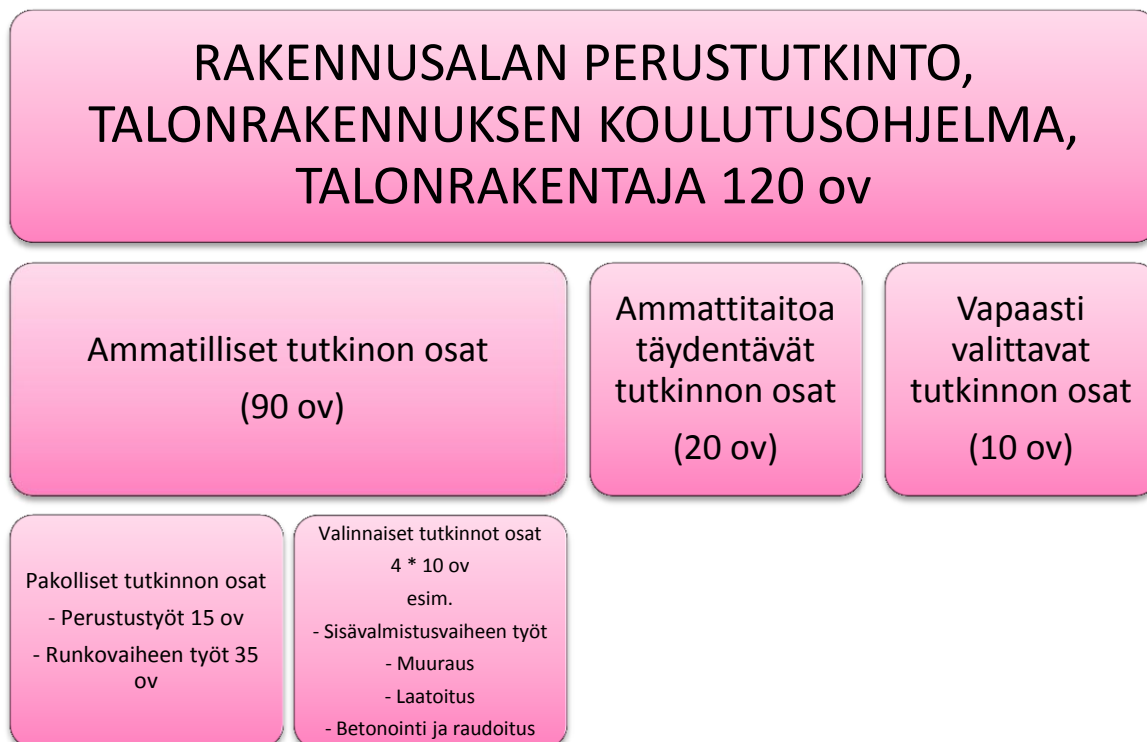 RAKENNUSALAN PERUSTUTKINTO,
TALONRAKENNUKSEN KOULUTUSOHJELMA,
TALONRAKENTAJA 120 ov
Ammatilliset tutkinon osat
(90 ov)
Ammattitaitoa
täydentävät
tutkinnon osat
(20 ov)
Vapaasti
valittavat
tutkinnon osat
(10 ov)
Pakolliset tutkinnon osat
- Perustustyöt 15 ov
- Runkovaiheen työt 35
ov
Valinnaiset tutkinnot osat
4 * 10 ov
esim.
- Sisävalmistusvaiheen työt
- Muuraus
- Laatoitus
- Betonointi ja raudoitus